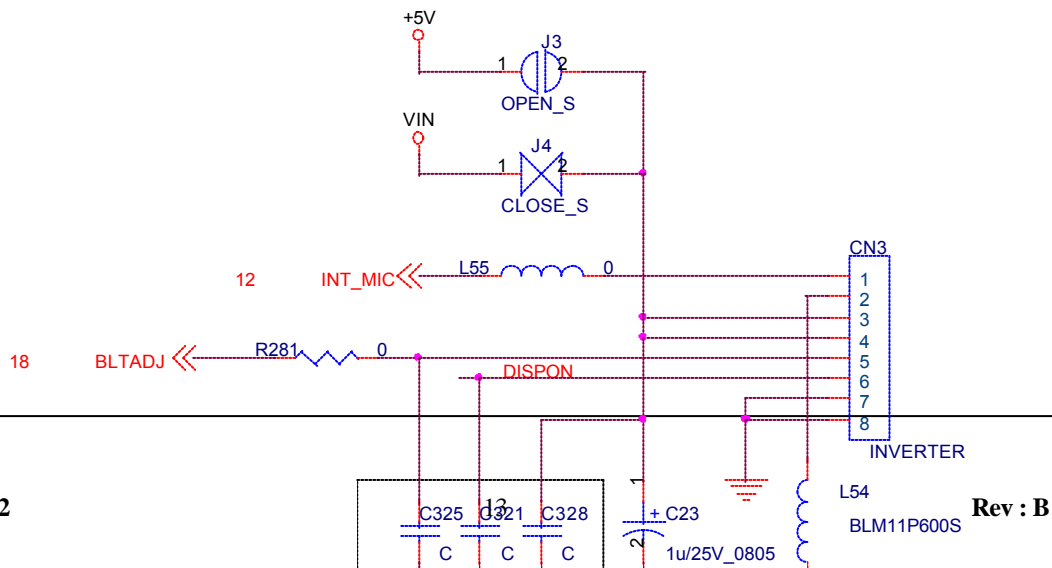 +5V
J3
1 2
OPEN_S
VIN
J4
1 2
CLOSE_S
CN3
12 INT_MIC L55 0 1
2
3
4
18 BLTADJ R281 0 5
DISPON 6
7
8
INVERTER
L54
BLM11P600S
2
Rev : B
13
C325 C321 C328
C C C
1
+ C23
2
1u/25V_0805